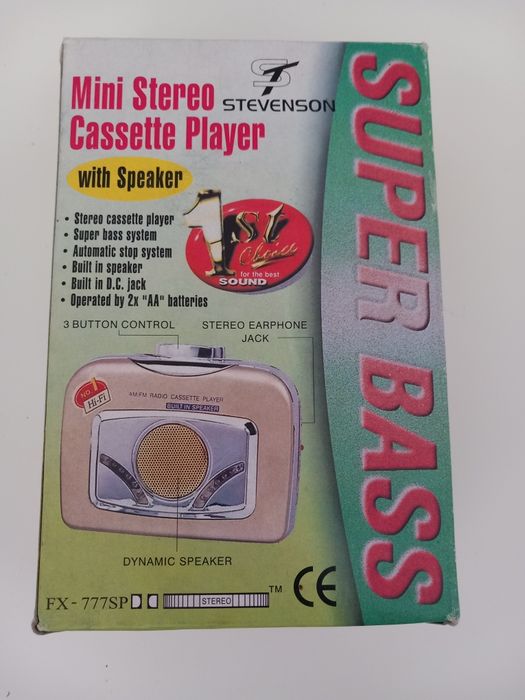 Mini Stereo
Cassette Player
ST
STEVENSON
with Speaker
• Stereo cassette player
• Super bass system
• Automatic stop system
• Built in speaker
• Built in D.C. jack
• Operated by 2x "AA" batteries
1st
Choice
for the best
SOUND
SUPER BASS
3 BUTTON CONTROL
STEREO EARPHONE
JACK
NO.1
Hi-Fi
AM/FM RADIO CASSETTE PLAYER
BUILT IN SPEAKER
DYNAMIC SPEAKER
FX-777SP
STEREO
TM
CE